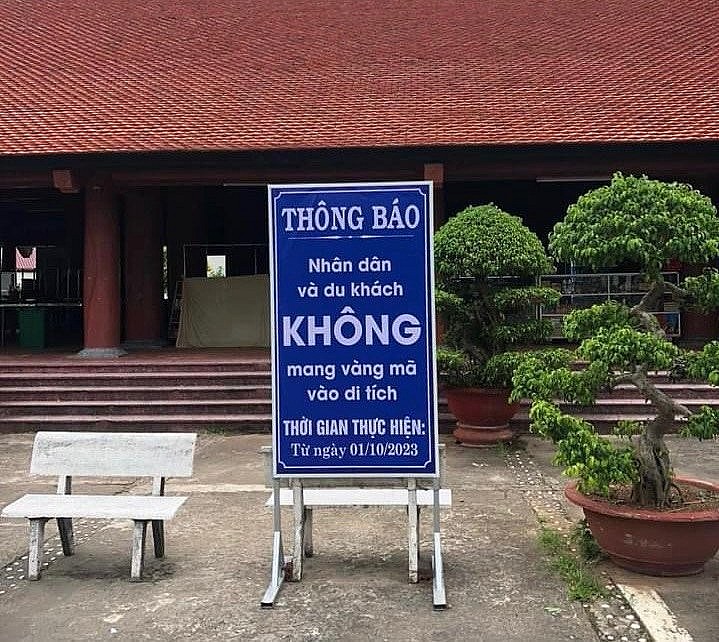 THÔNG BÁO
Nhân dân
và du khách
KHÔNG
mang vàng mã
vào di tích
THỜI GIAN THỰC HIỆN:
Từ ngày 01/10/2023